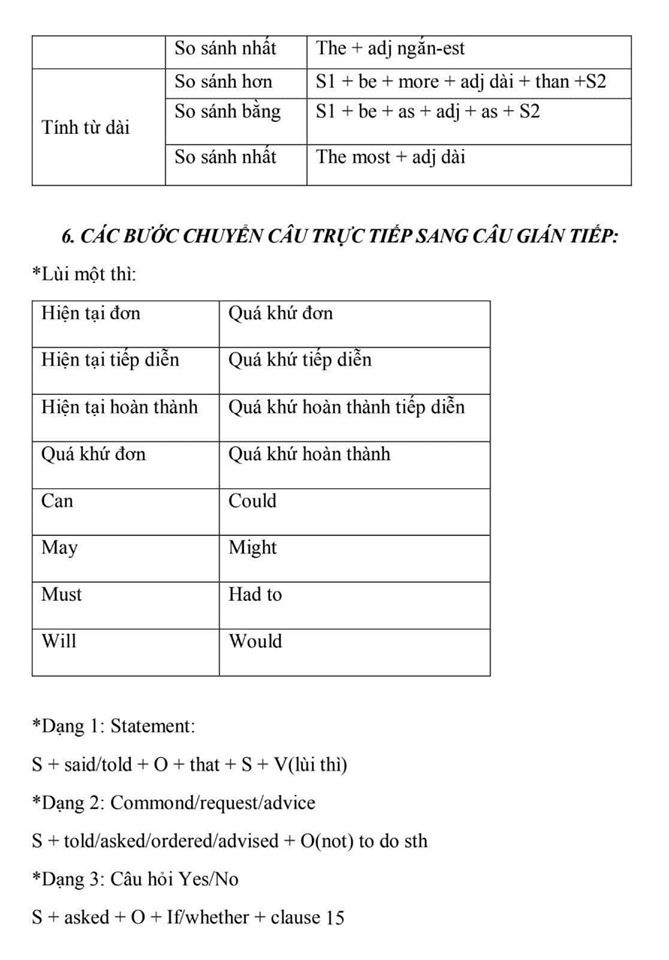 So sánh nhất The + adj ngắn-est
So sánh hơn S1 + be + more + adj dài + than +S2
Tính từ dài So sánh bằng S1 + be + as + adj + as + S2
So sánh nhất The most + adj dài
6. CÁC BƯỚC CHUYỂN CÂU TRỰC TIẾP SANG CÂU GIÁN TIẾP:
*Lùi một thì:
Hiện tại đơn Quá khứ đơn
Hiện tại tiếp diễn Quá khứ tiếp diễn
Hiện tại hoàn thành Quá khứ hoàn thành tiếp diễn
Quá khứ đơn Quá khứ hoàn thành
Can Could
May Might
Must Had to
Will Would
*Dạng 1: Statement:
S + said/told + O + that + S + V(lùi thì)
*Dạng 2: Commond/request/advice
S + told/asked/ordered/advised + O(not) to do sth
*Dạng 3: Câu hỏi Yes/No
S + asked + O + If/whether + clause 15